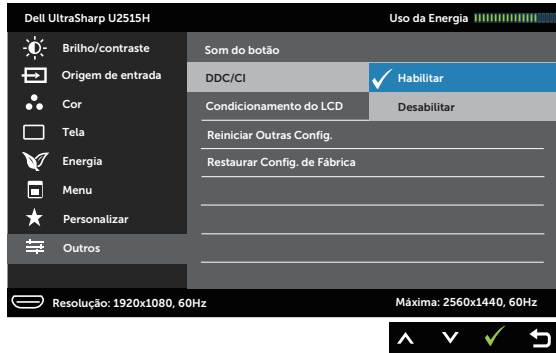 Dell UltraSharp U2515H
Uso da Energia
Brilho/contraste
Origem de entrada
Cor
Tela
Energia
Menu
Personalizar
Outros
Som do botão
DDC/CI
Habilitar
Condicionamento do LCD
Desabilitar
Reiniciar Outras Config.
Restaurar Config. de Fábrica
Resolução: 1920x1080, 60Hz
Máxima: 2560x1440, 60Hz